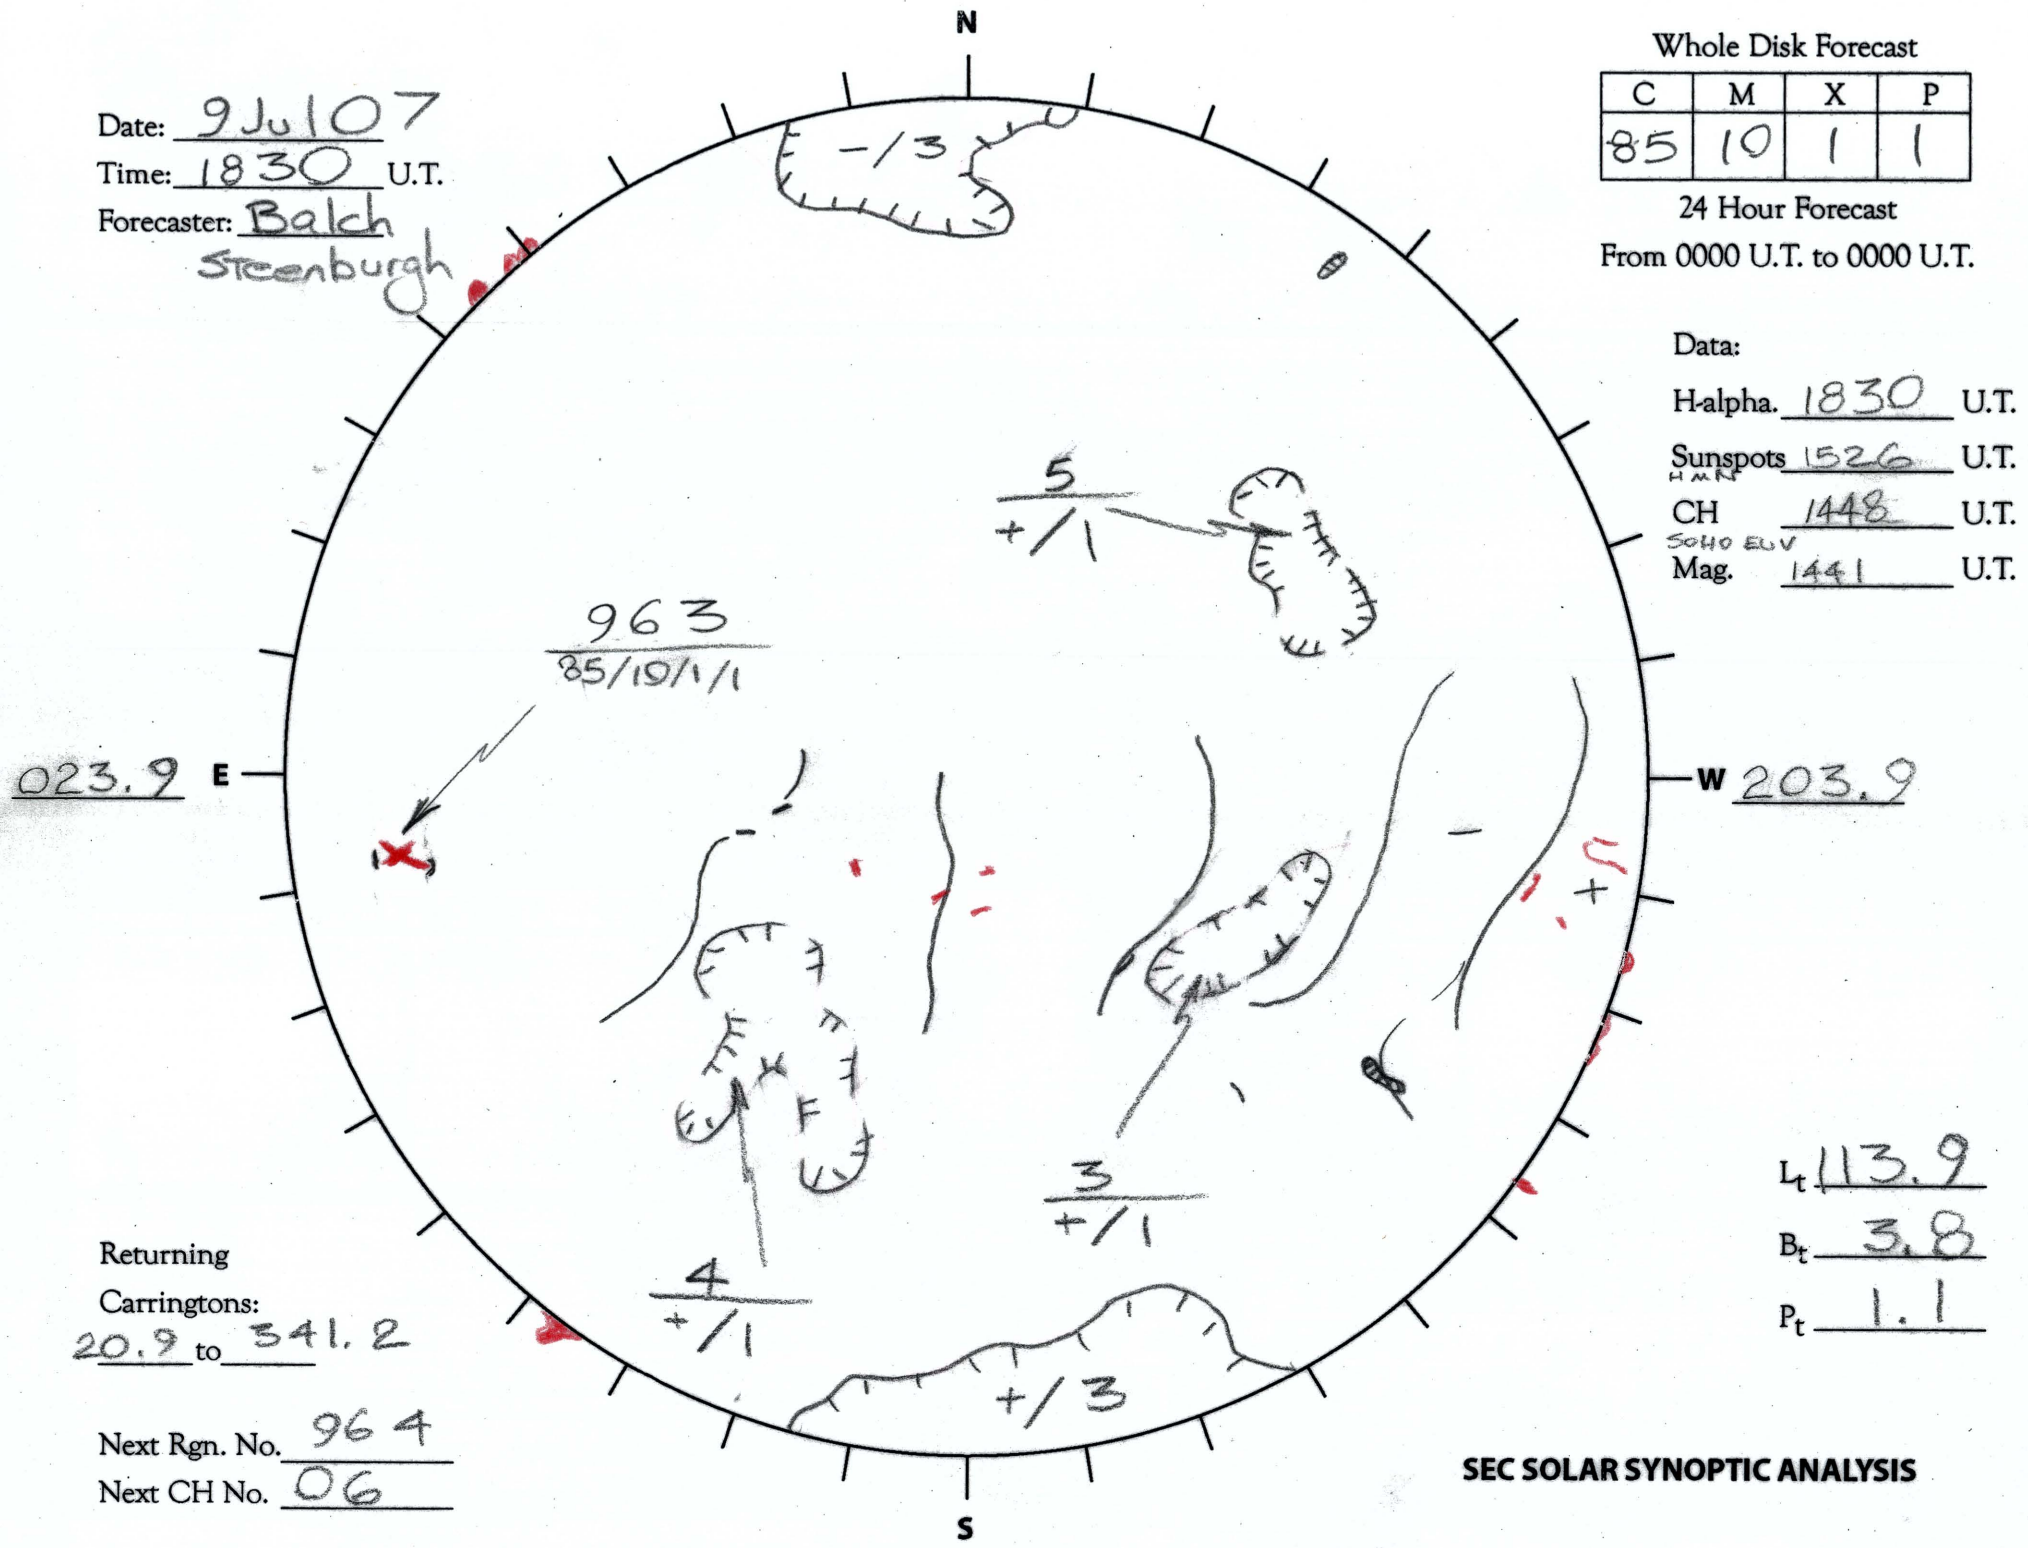 N
Date: 9 Jul 07
Time: 1830 U.T.
Forecaster: Balch
Steenburgh
Whole Disk Forecast
C M X P
85 10 1 1
24 Hour Forecast
From 0000 U.T. to 0000 U.T.
Data:
H-alpha. 1830 U.T.
Sunspots 1526 U.T.
HMN
CH 1448 U.T.
SOHO EUV
Mag. 1441 U.T.
-/3
5
+/1
963
85/10/1/1
023.9 E
W 203.9
-
+
3
+/1
4
+/1
+/3
Lt 113.9
Bt 3.8
Pt 1.1
Returning
Carringtons:
20.9 to 341.2
Next Rgn. No. 964
Next CH No. 06
S
SEC SOLAR SYNOPTIC ANALYSIS